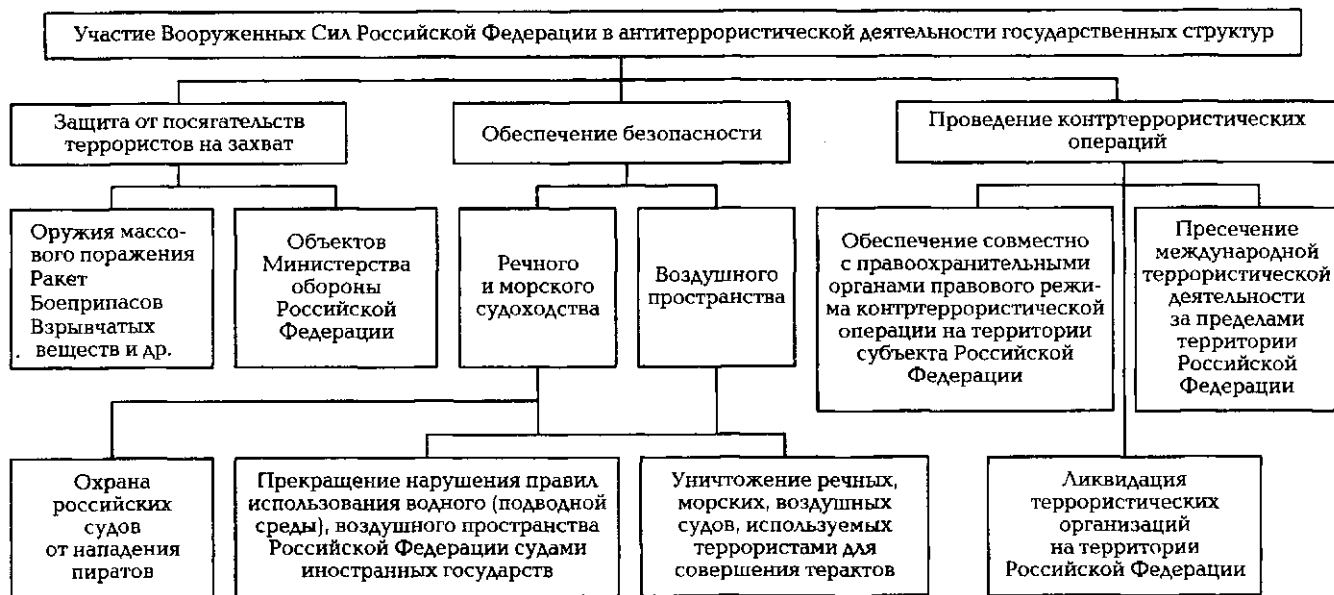 Участие Вооруженных Сил Российской Федерации в антитеррористической деятельности государственных структур
Защита от посягательств
террористов на захват
Обеспечение безопасности
Проведение контртеррористических
операций
Оружия массо-
вого поражения
Ракет
Боеприпасов
Взрывчатых
веществ и др.
Объектов
Министерства
обороны
Российской
Федерации
Речного
и морского
судоходства
Воздушного
пространства
Обеспечение совместно
с правоохранительными
органами правового режи-
ма контртеррористической
операции на территории
субъекта Российской
Федерации
Пресечение
международной
террористической
деятельности
за пределами
территории
Российской
Федерации
Охрана
российских
судов
от нападения
пиратов
Прекращение нарушения правил
использования водного (подводной
среды), воздушного пространства
Российской Федерации судами
иностранных государств
Уничтожение речных,
морских, воздушных
судов, используемых
террористами для
совершения терактов
Ликвидация
террористических
организаций
на территории
Российской Федерации